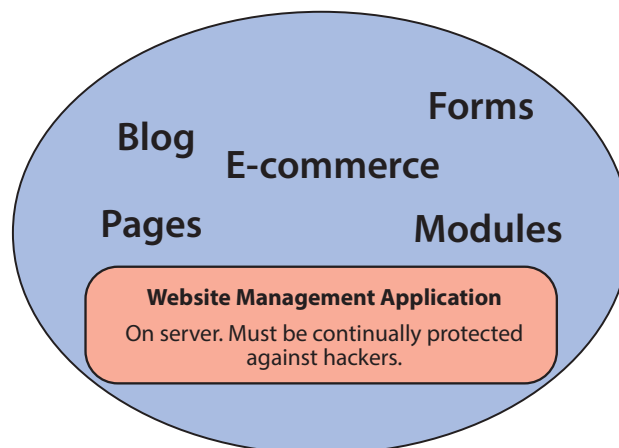 Forms
Blog
E-commerce
Pages
Modules
Website Management Application
On server. Must be continually protected
against hackers.